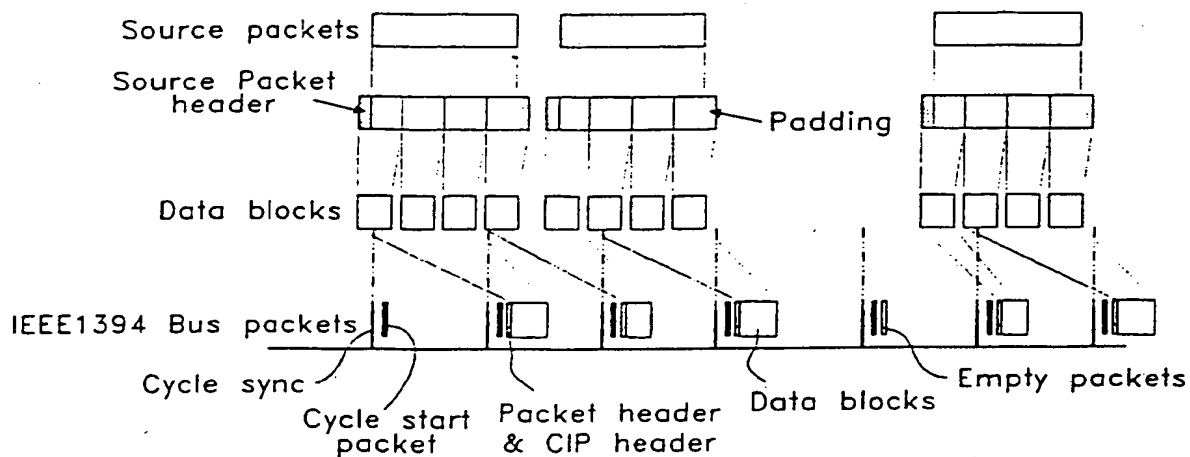 Source packets
Source Packet
header
Padding
Data blocks
IEEE1394 Bus packets
Cycle sync
Cycle start
packet
Packet header
& CIP header
Data blocks
Empty packets